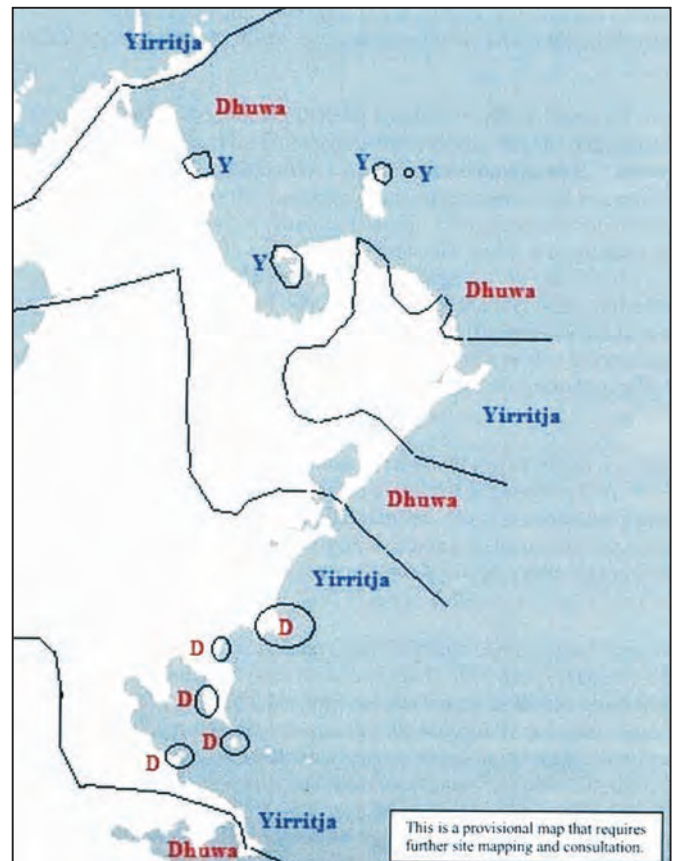 Yirritja
Dhuwa
Y
Y
Y
Y
Dhuwa
Yirritja
Dhuwa
Yirritja
D
D
D
D
D
Yirritja
Dhuwa
This is a provisional map that requires
further site mapping and consultation.